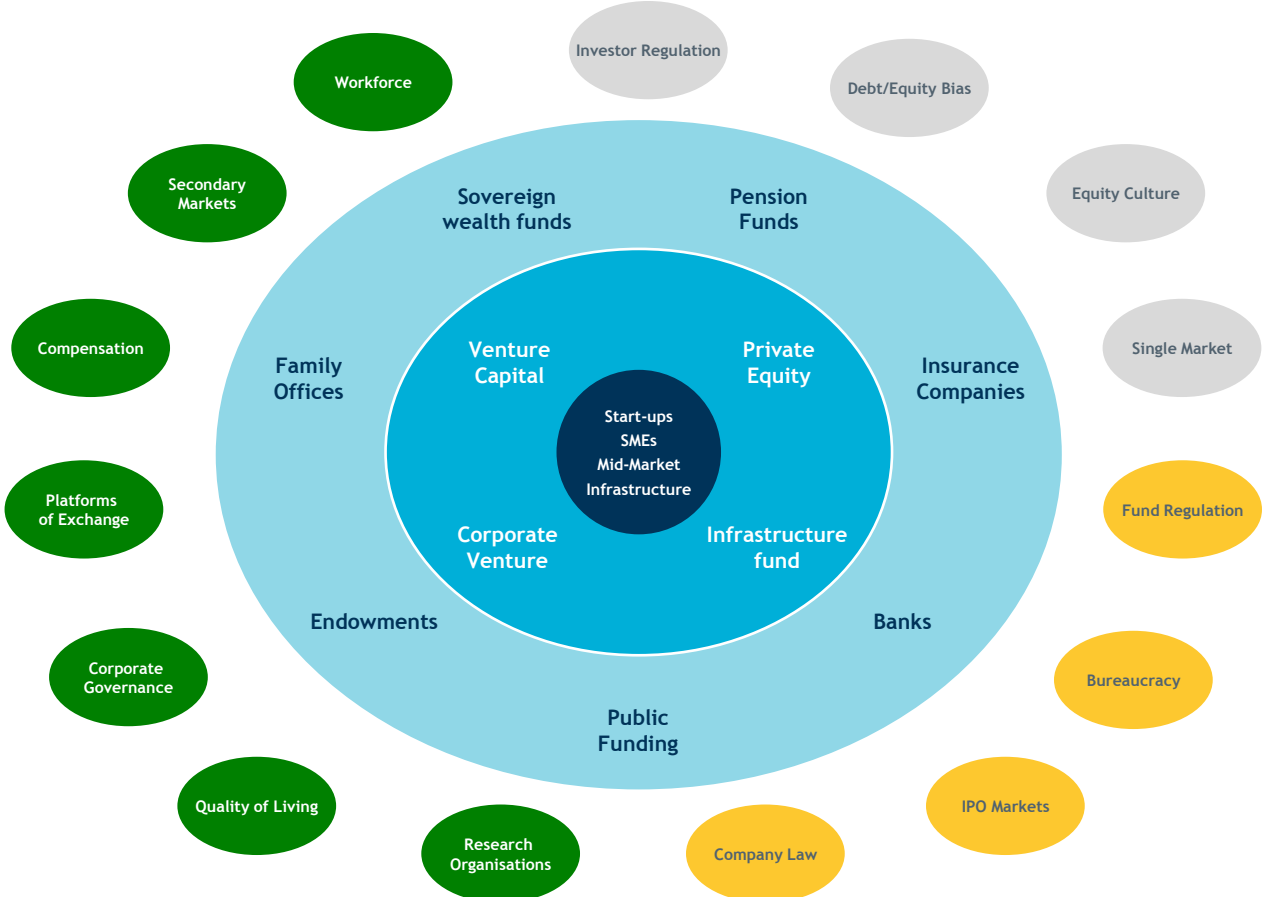 Investor Regulation
Workforce
Debt/Equity Bias
Secondary
Markets
Equity Culture
Sovereign
wealth funds
Pension
Funds
Compensation
Single Market
Venture
Capital
Private
Equity
Family
Offices
Insurance
Companies
Start-ups
SMEs
Mid-Market
Infrastructure
Platforms
of Exchange
Fund Regulation
Corporate
Venture
Infrastructure
fund
Endowments
Banks
Corporate
Governance
Bureaucracy
Public
Funding
Quality of Living
IPO Markets
Research
Organisations
Company Law